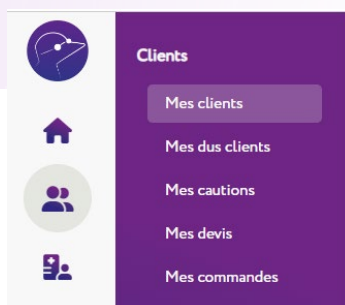 Clients
Mes clients
Mes dus clients
Mes cautions
Mes devis
Mes commandes